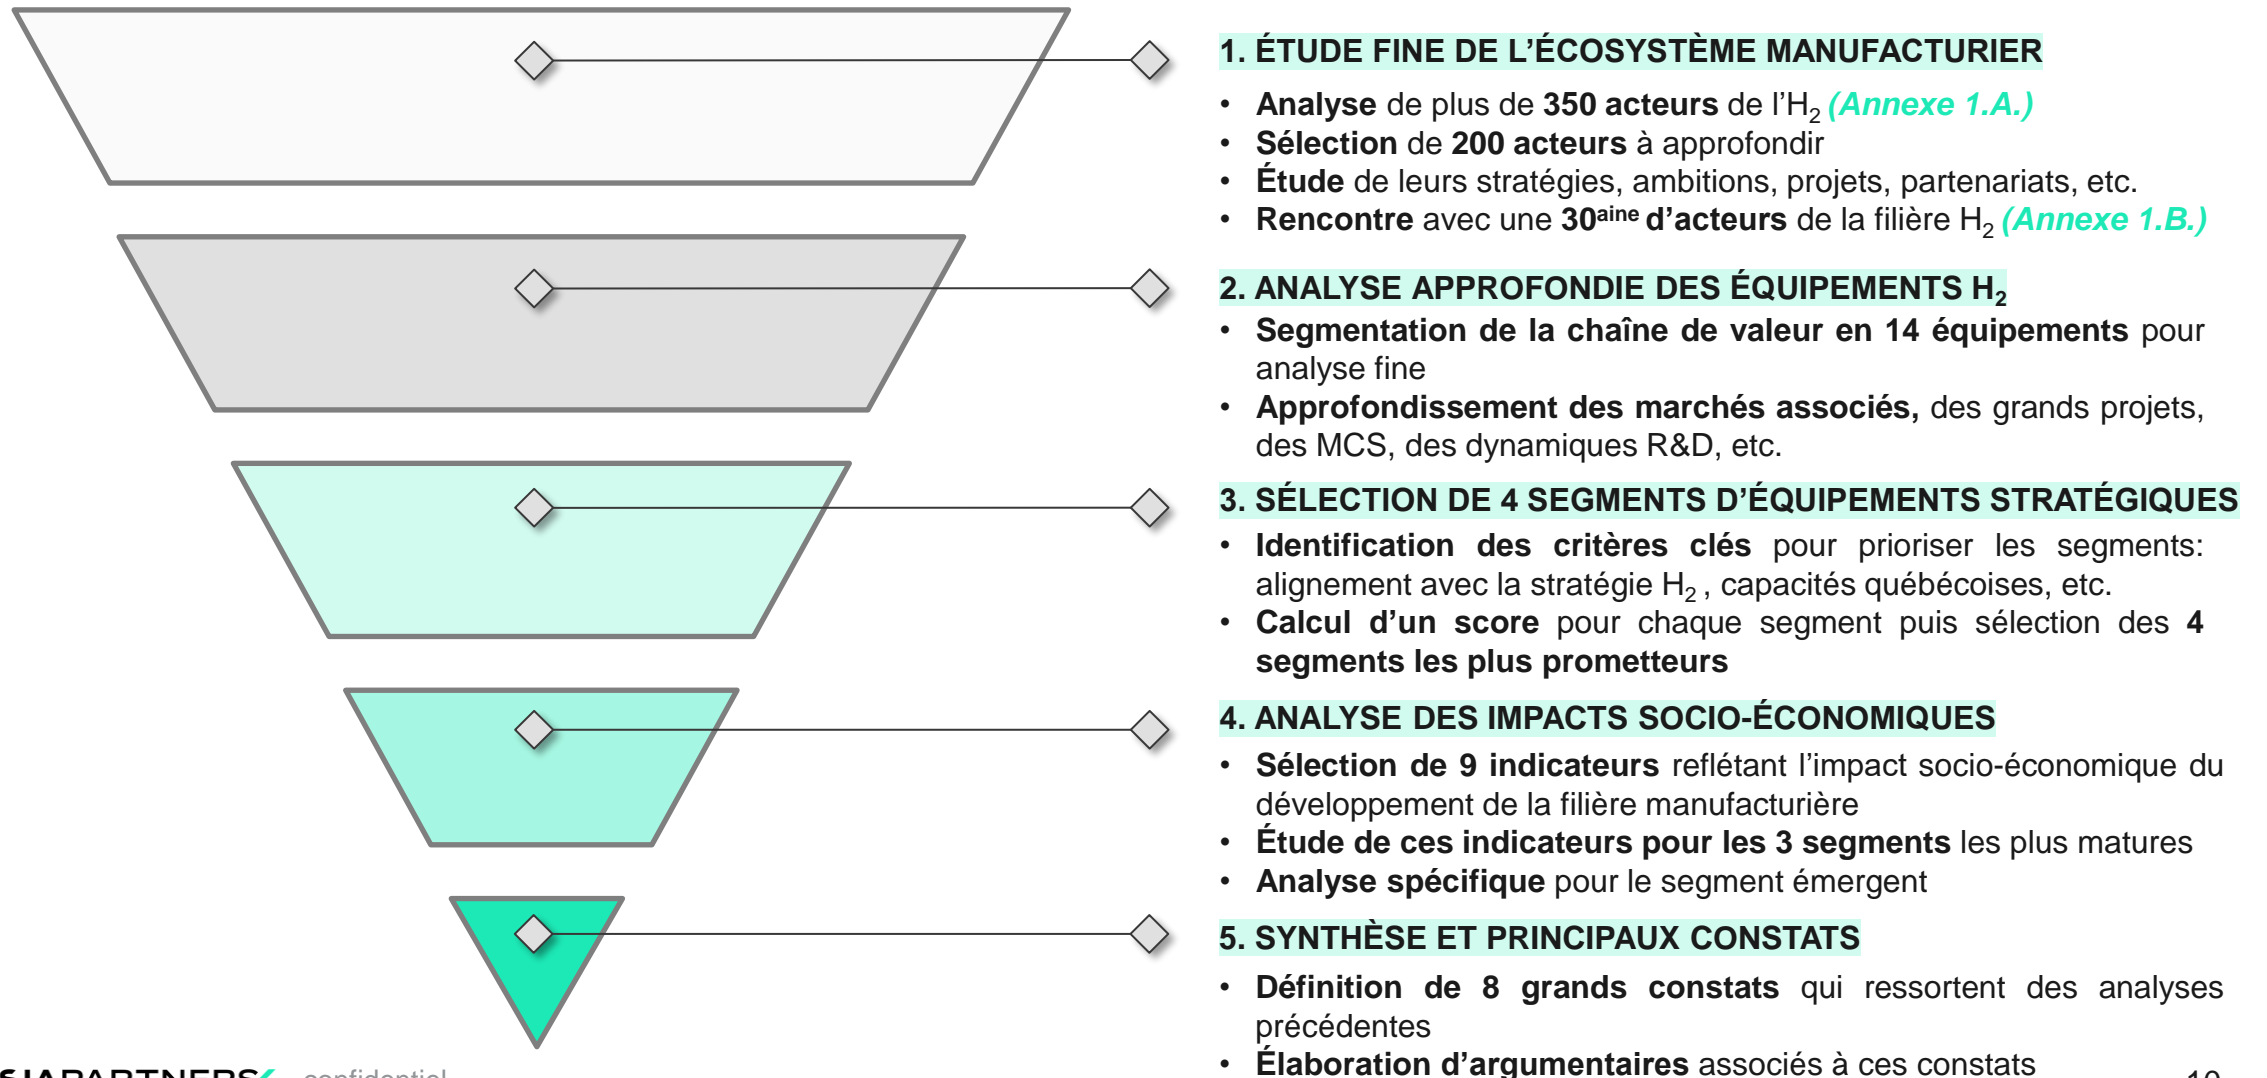 1. ÉTUDE FINE DE L’ÉCOSYSTÈME MANUFACTURIER
• Analyse de plus de 350 acteurs de l’H₂ (Annexe 1.A.)
• Sélection de 200 acteurs à approfondir
• Étude de leurs stratégies, ambitions, projets, partenariats, etc.
• Rencontre avec une 30aine d’acteurs de la filière H₂ (Annexe 1.B.)
2. ANALYSE APPROFONDIE DES ÉQUIPEMENTS H₂
• Segmentation de la chaîne de valeur en 14 équipements pour
analyse fine
• Approfondissement des marchés associés, des grands projets,
des MCS, des dynamiques R&D, etc.
3. SÉLECTION DE 4 SEGMENTS D’ÉQUIPEMENTS STRATÉGIQUES
• Identification des critères clés pour prioriser les segments:
alignement avec la stratégie H₂ , capacités québécoises, etc.
• Calcul d’un score pour chaque segment puis sélection des 4
segments les plus prometteurs
4. ANALYSE DES IMPACTS SOCIO-ÉCONOMIQUES
• Sélection de 9 indicateurs reflétant l’impact socio-économique du
développement de la filière manufacturière
• Étude de ces indicateurs pour les 3 segments les plus matures
• Analyse spécifique pour le segment émergent
5. SYNTHÈSE ET PRINCIPAUX CONSTATS
• Définition de 8 grands constats qui ressortent des analyses
précédentes
• Élaboration d’argumentaires associés à ces constats
SIAPARTNERS confidentiel
10